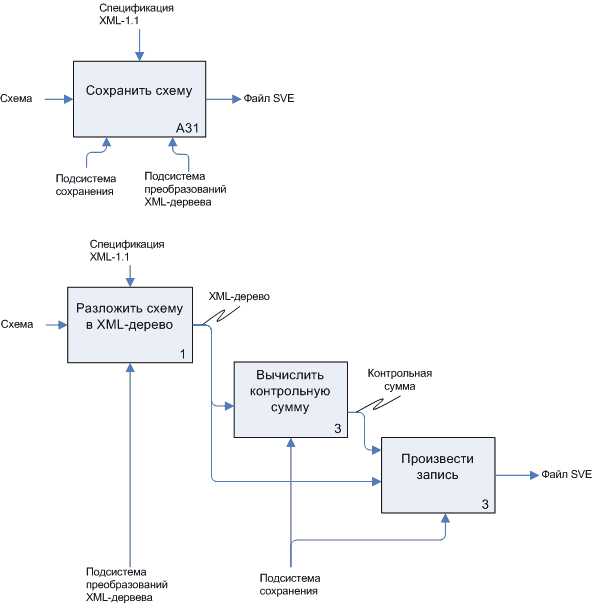 Спецификация
XML-1.1
Схема
Сохранить схему
A31
Файл SVE
Подсистема
сохранения
Подсистема
преобразований
XML-дервева
Спецификация
XML-1.1
Схема
Разложить схему
в XML-дерево
1
XML-дерево
Вычислить
контрольную
сумму
3
Контрольная
сумма
Произвести
запись
3
Файл SVE
Подсистема
преобразований
XML-дервева
Подсистема
сохранения